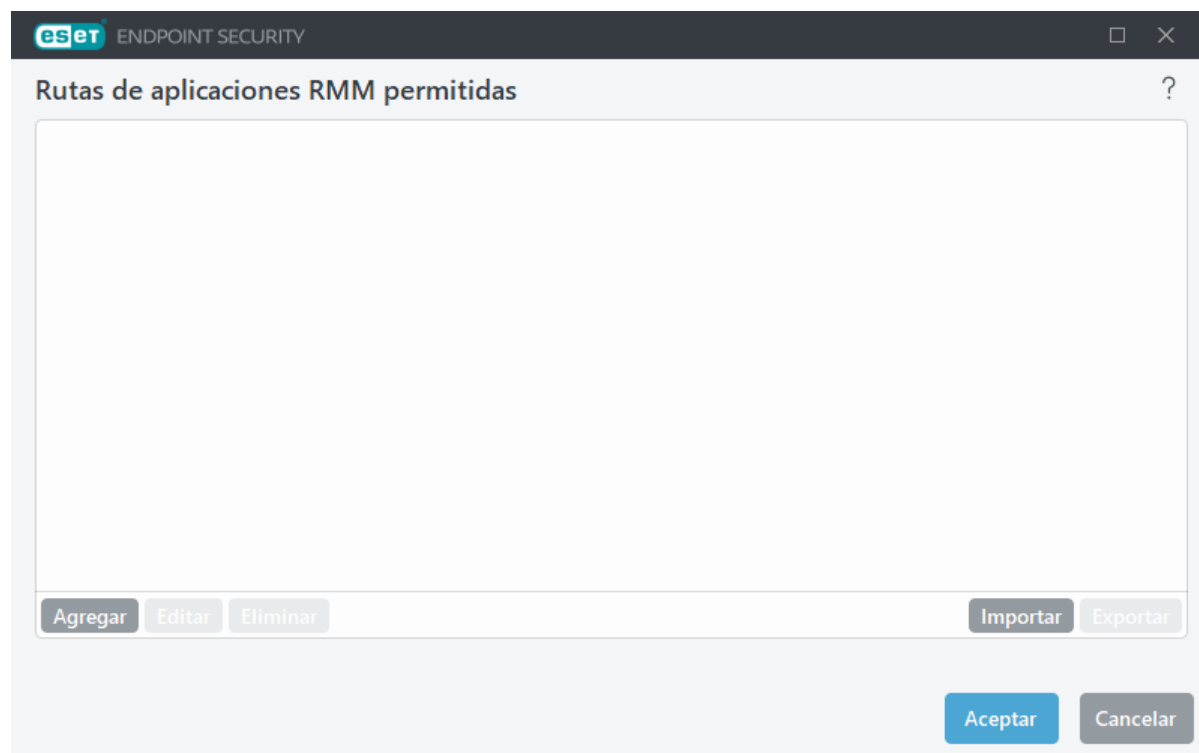 eset ENDPOINT SECURITY
Rutas de aplicaciones RMM permitidas ?
Agregar Editar Eliminar Importar Exportar
Aceptar Cancelar